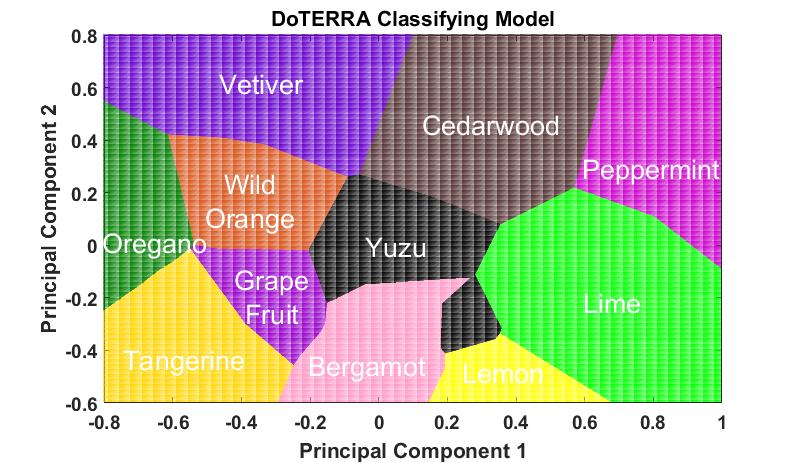 DoTERRA Classifying Model
0.8
0.6
0.4
0.2
0
-0.2
-0.4
-0.6
Principal Component 2
Vetiver
Cedarwood
Peppermint
Wild
Orange
Oregano
Yuzu
Grape
Fruit
Lime
Tangerine
Bergamot
Lemon
-0.8 -0.6 -0.4 -0.2 0 0.2 0.4 0.6 0.8 1
Principal Component 1